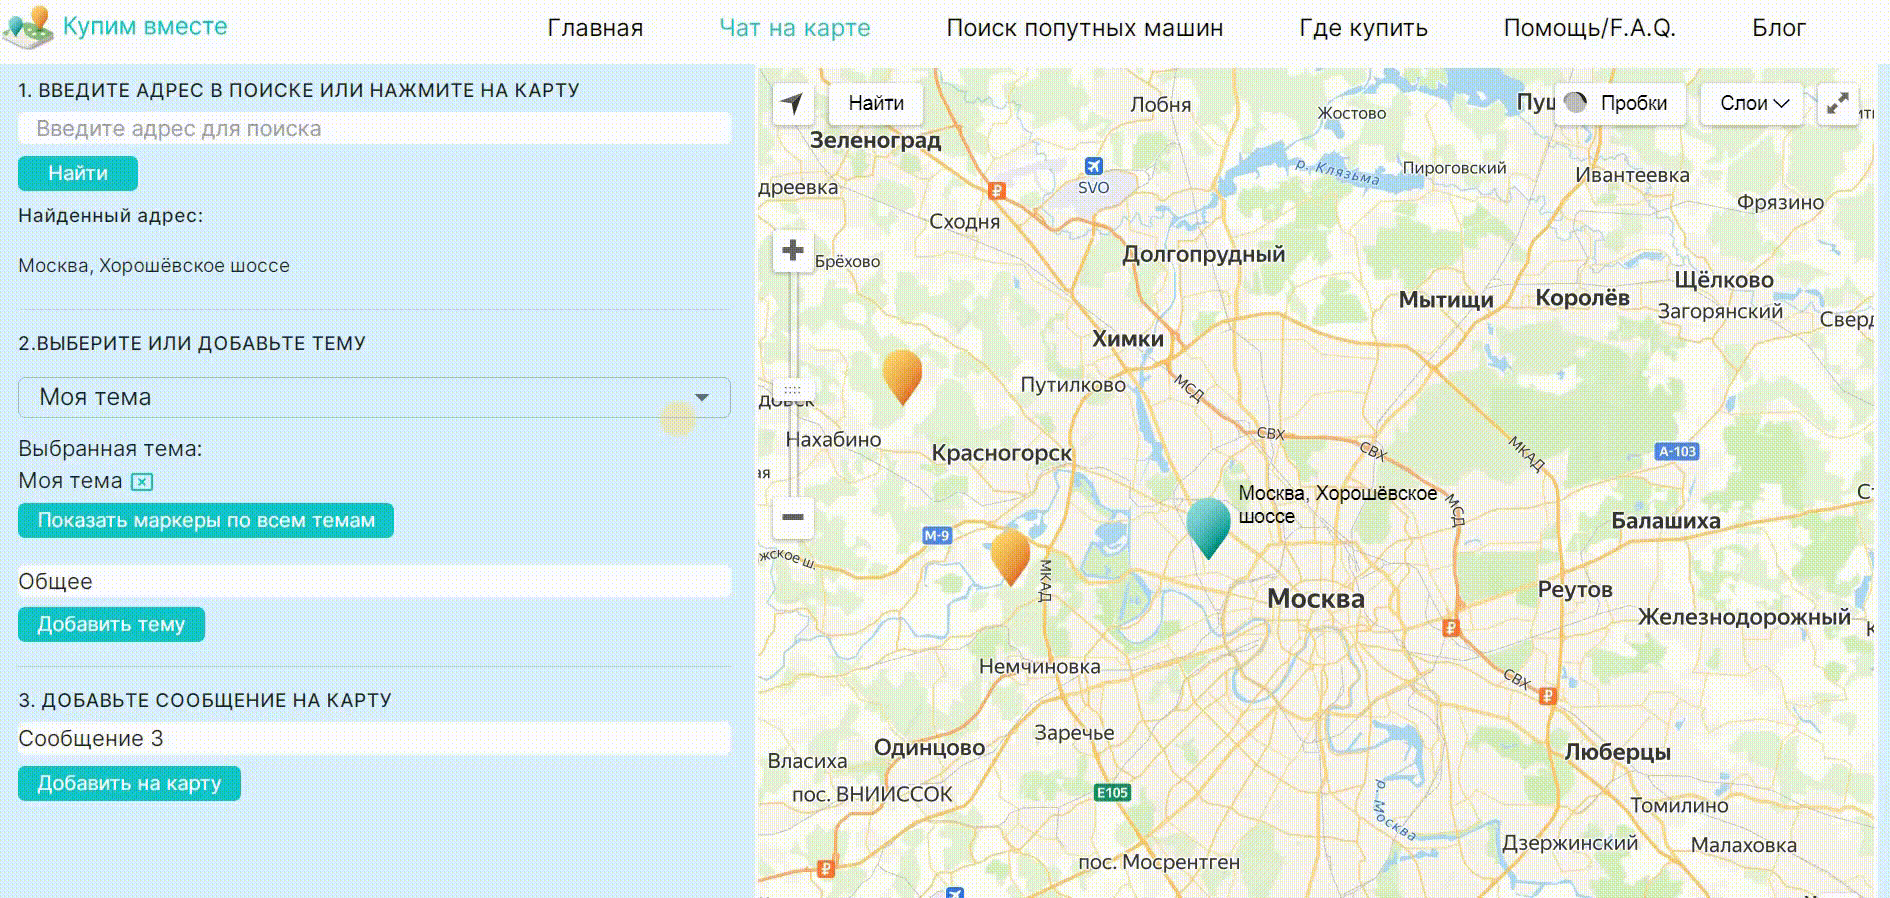 Купим вместе
Главная
Чат на карте
Поиск попутных машин
Где купить
Помощь/F.A.Q.
Блог
1. ВВЕДИТЕ АДРЕС В ПОИСКЕ ИЛИ НАЖМИТЕ НА КАРТУ
Введите адрес для поиска
Найти
Найденный адрес:
Москва, Хорошёвское шоссе
2.ВЫБЕРИТЕ ИЛИ ДОБАВЬТЕ ТЕМУ
Моя тема
Выбранная тема:
Моя тема
Показать маркеры по всем темам
Общее
Добавить тему
3. ДОБАВЬТЕ СООБЩЕНИЕ НА КАРТУ
Сообщение 3
Добавить на карту
Найти
Лобня
Жостово
Пуш
Пробки
Слои
Зеленоград
SVO
р. Клязьма
Пироговский
Ивантеевка
дреевка
Фрязино
Сходня
Долгопрудный
Брёхово
Щёлково
Мытищи
Королёв
Загорянский
Сверд
Химки
Путилково
МСД
Нахабино
СВХ
СВХ
МКАД
А-103
Красногорск
ая
Москва, Хорошёвское
шоссе
МСД
Балашиха
М-9
жское ш.
МКАД
Реутов
Москва
Железнодорожный
Немчиновка
СВХ
Заречье
Одинцово
Власиха
Люберцы
пос. ВНИИССОК
Е105
р. Москва
Томилино
Дзержинский
Малаховка
пос. Мосрентген